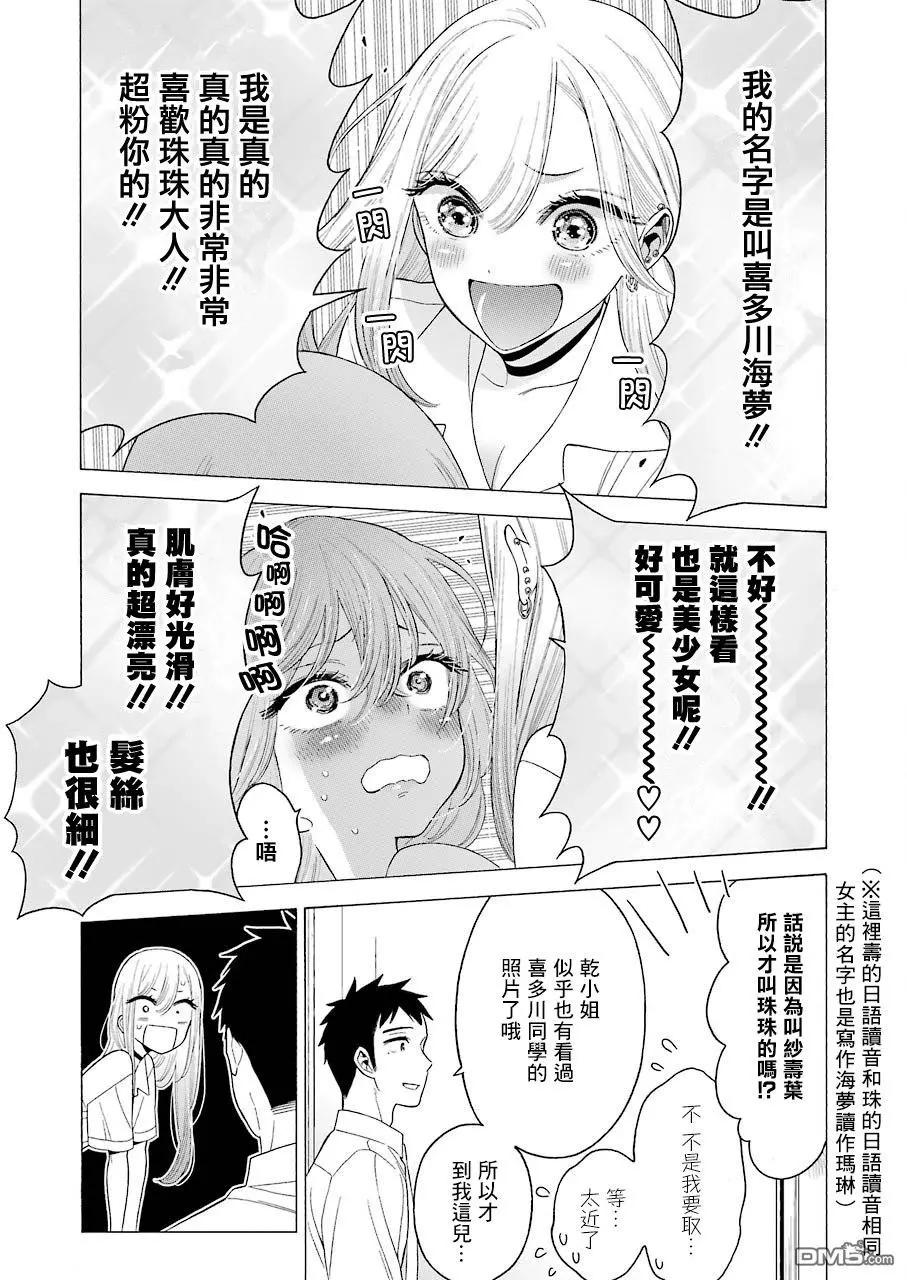 我的名字是叫喜多川海夢!!
我是真的
真的真的非常非常
喜歡珠珠大人!!
超粉你的!!
一閃
一閃
一閃
不好~~~~!!
就這樣看
也是美少女呢!!
好可愛~~~~♡♡
哈
肌膚好光滑!!
真的超漂亮!!
髮絲
也很細!!
…唔
話說是因為叫紗壽葉
所以才叫珠珠的嗎!?
(※這裡壽的日語讀音和珠的日語讀音相同
女主的名字也是寫作海夢讀作瑪琳)
不 不是我要取…
等…
太近了
乾小姐
似乎也有看過
喜多川同學的
照片了哦
所以才
到我這兒…
DM5.com